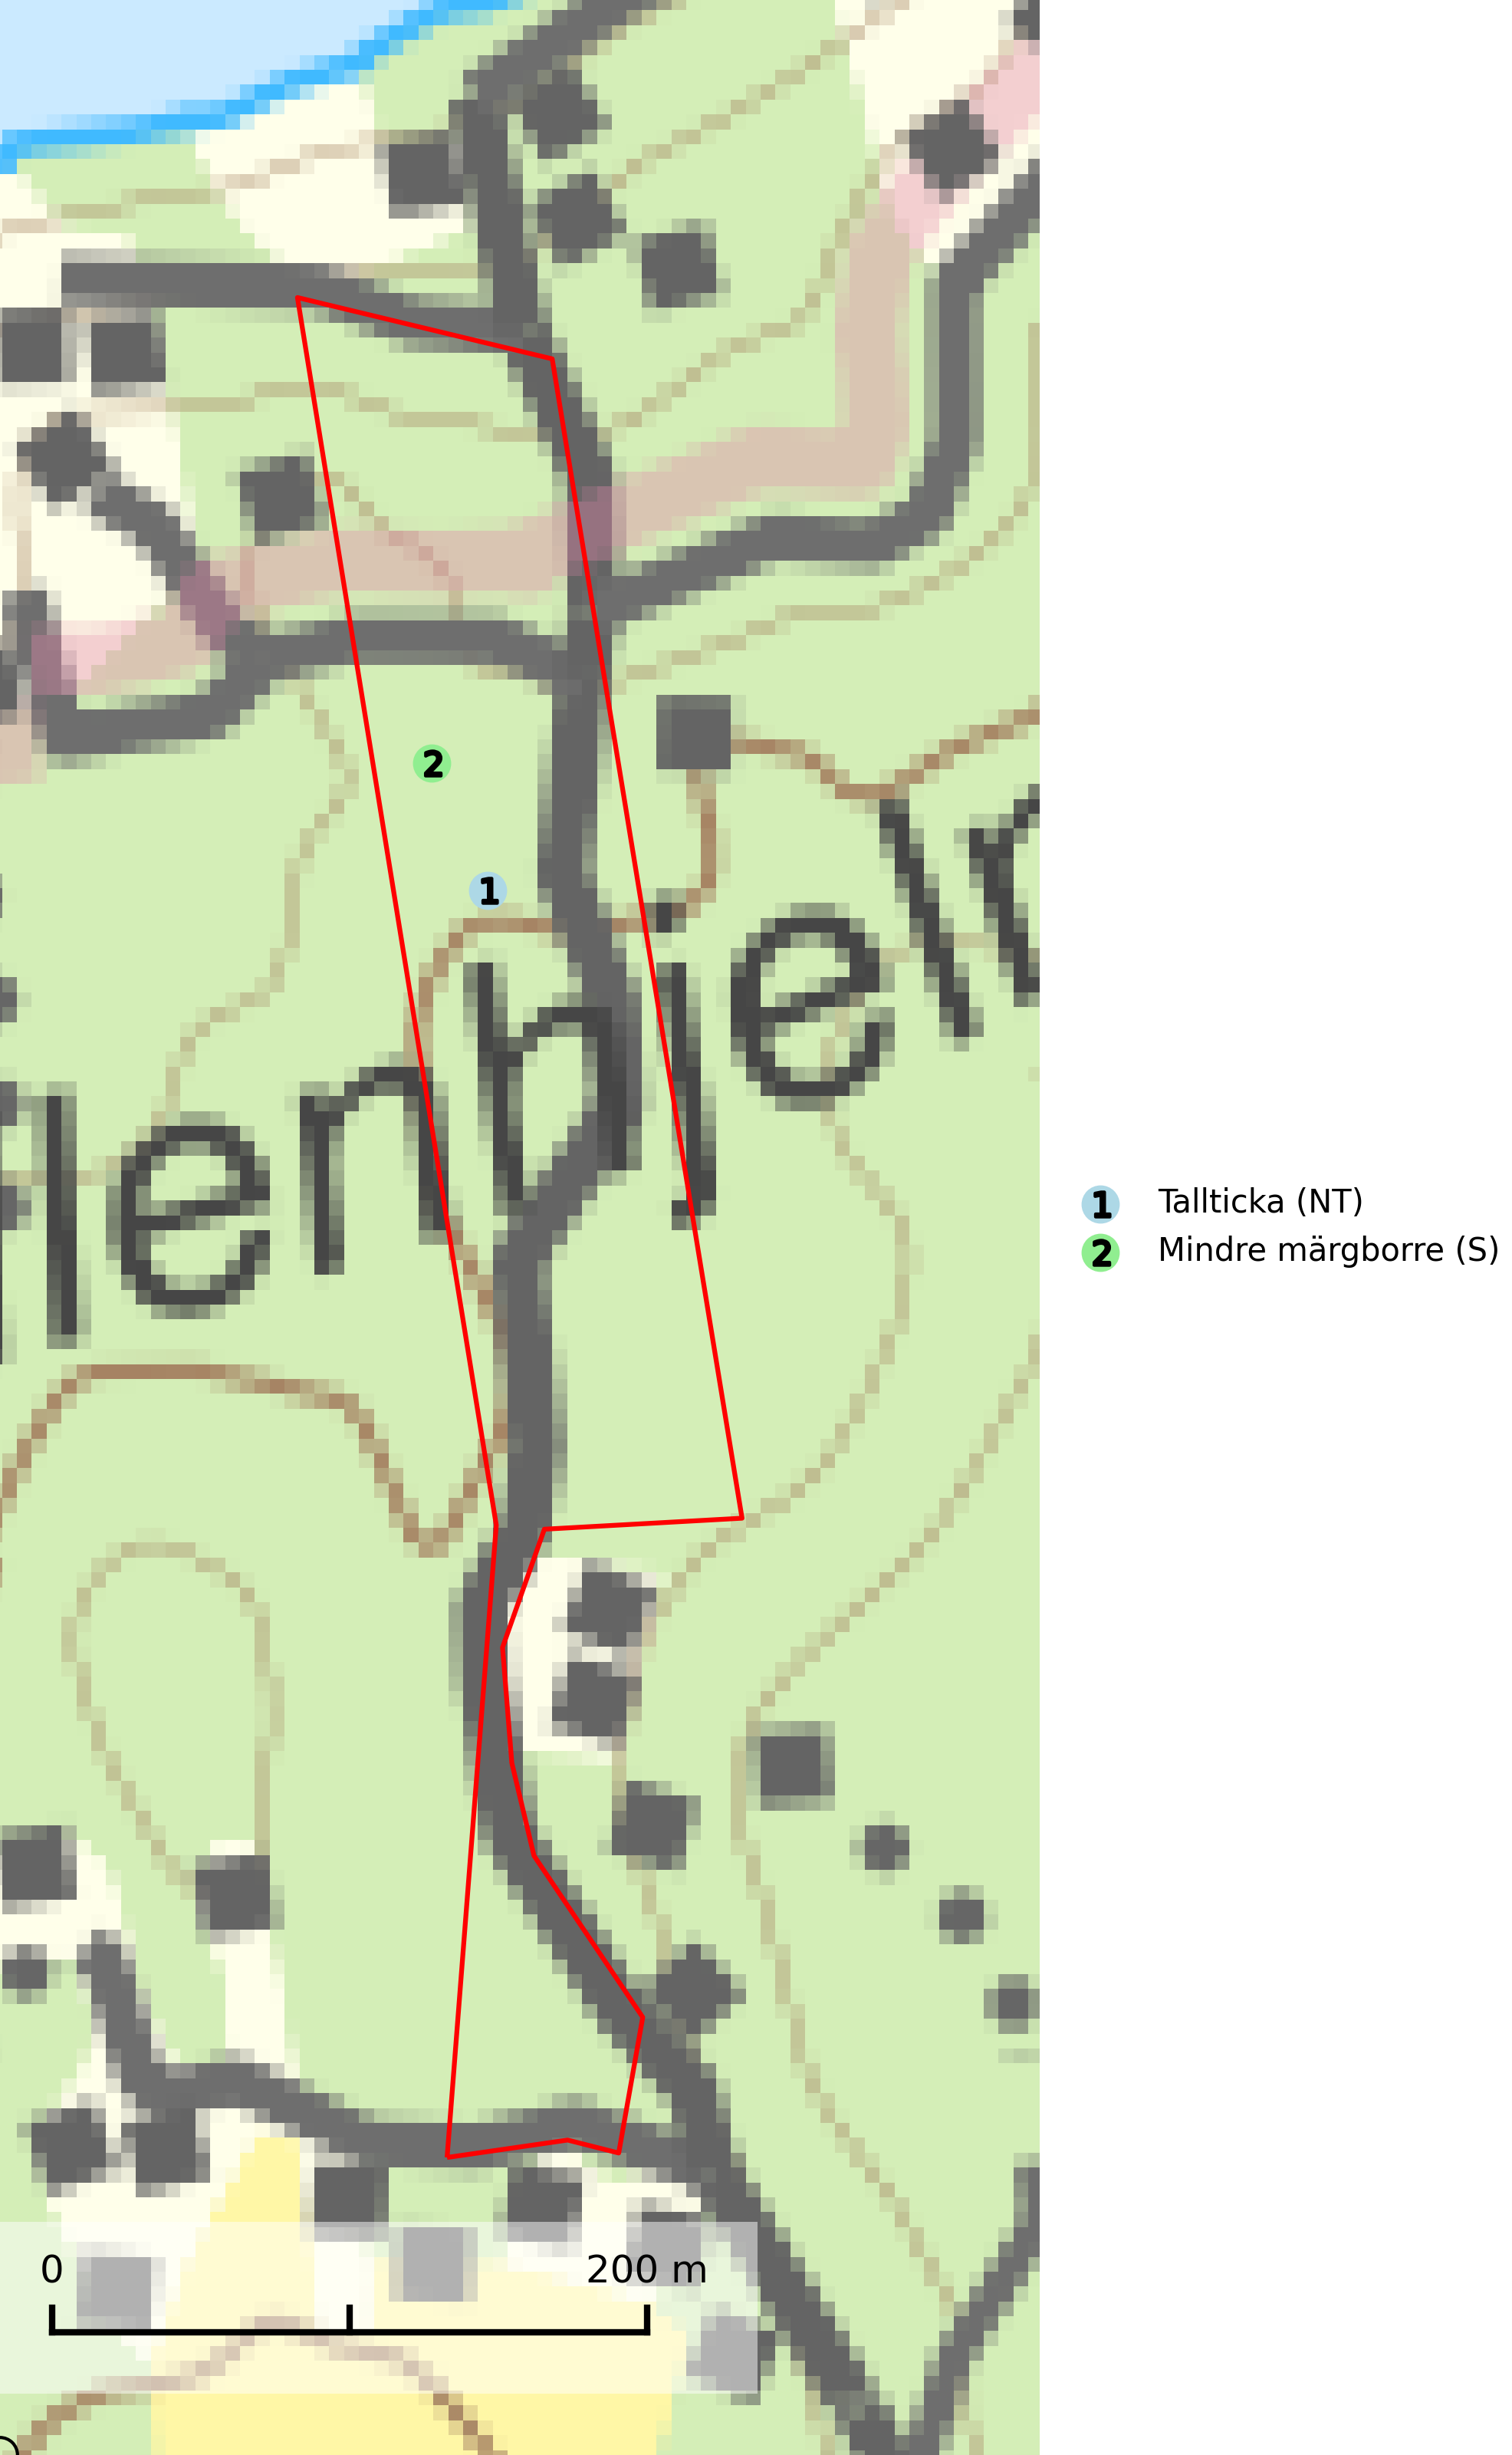 2
1
1 Tallticka (NT)
2 Mindre märgborre (S)
0 200 m